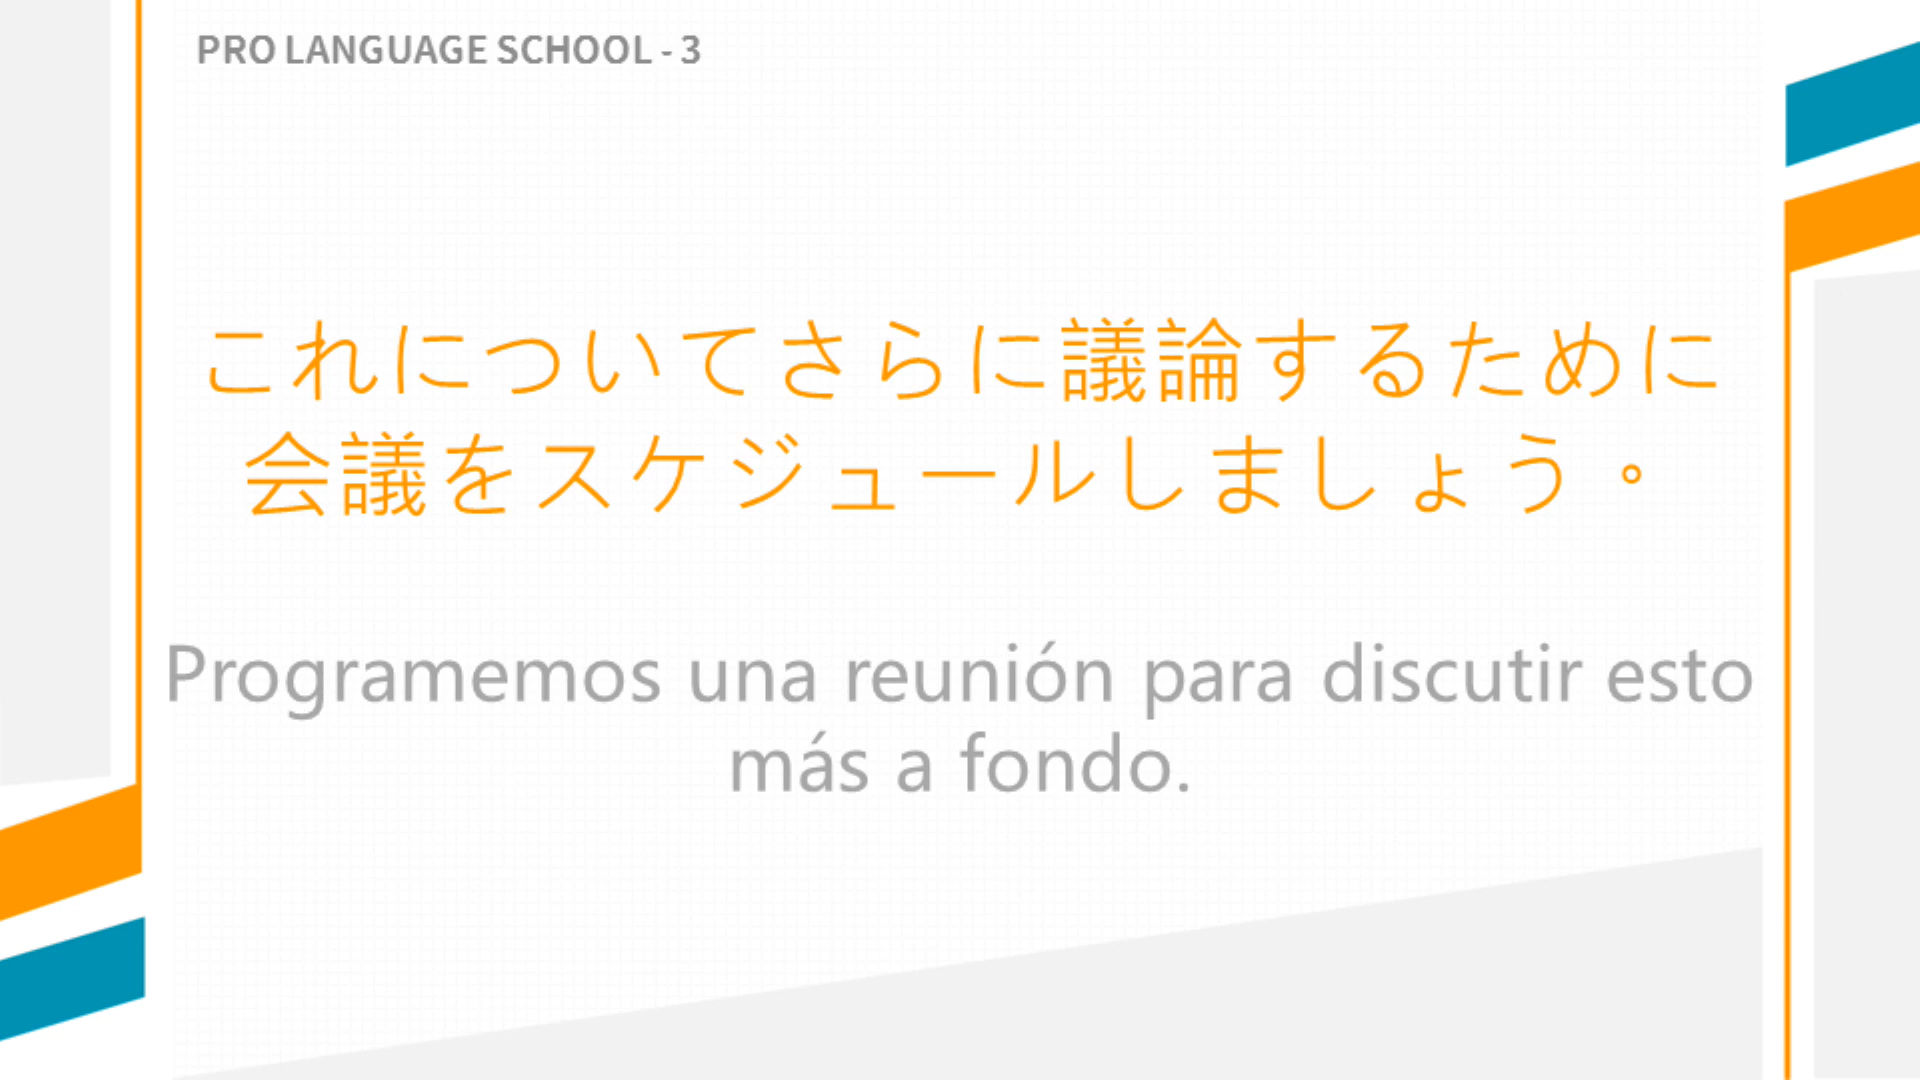 PRO LANGUAGE SCHOOL - 3
これについてさらに議論するために
会議をスケジュールしましょう。
Programemos una reunión para discutir esto
más a fondo.